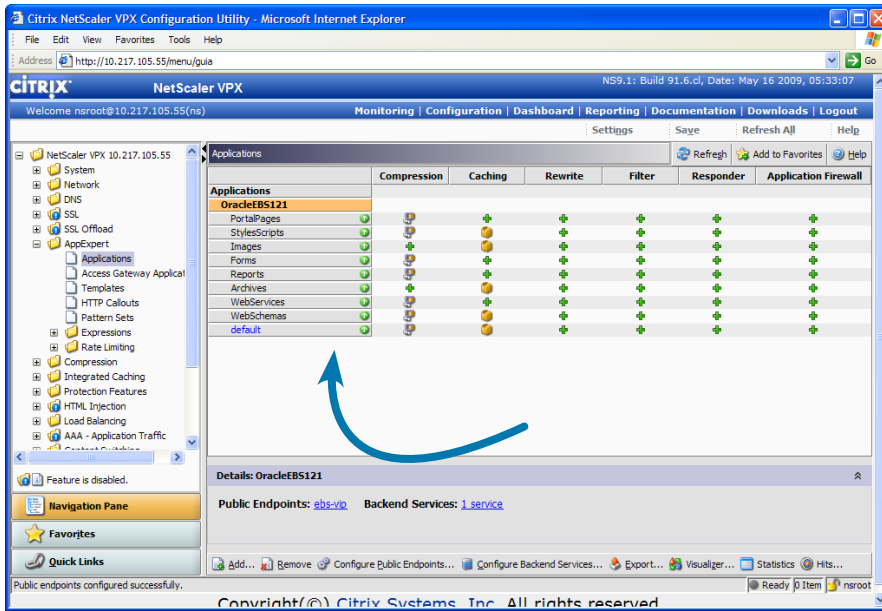 Citrix NetScaler VPX Configuration Utility - Microsoft Internet Explorer
File Edit View Favorites Tools Help
Address http://10.217.105.55/menu/guia Go
CITRIX NetScaler VPX NS9.1: Build 91.6.cl, Date: May 16 2009, 05:33:07
Welcome nsroot@10.217.105.55(ns) Monitoring | Configuration | Dashboard | Reporting | Documentation | Downloads | Logout
Settings Save Refresh All Help
NetScaler VPX 10.217.105.55
System
Network
DNS
SSL
SSL Offload
AppExpert
Applications
Access Gateway Applicat
Templates
HTTP Callouts
Pattern Sets
Expressions
Rate Limiting
Compression
Integrated Caching
Protection Features
HTML Injection
Load Balancing
AAA - Application Traffic
Content Switching
Feature is disabled.
Navigation Pane
Favorites
Quick Links
Applications Refresh Add to Favorites Help
Compression Caching Rewrite Filter Responder Application Firewall
Applications
OracleEBS121
PortalPages
StylesScripts
Images
Forms
Reports
Archives
WebServices
WebSchemas
default
Details: OracleEBS121
Public Endpoints: ebs-vip Backend Services: 1 service
Add... Remove Configure Public Endpoints... Configure Backend Services... Export... Visualizer... Statistics Hits...
Public endpoints configured successfully. Ready 0 Item nsroot
Copyright(©) Citrix Systems, Inc. All rights reserved